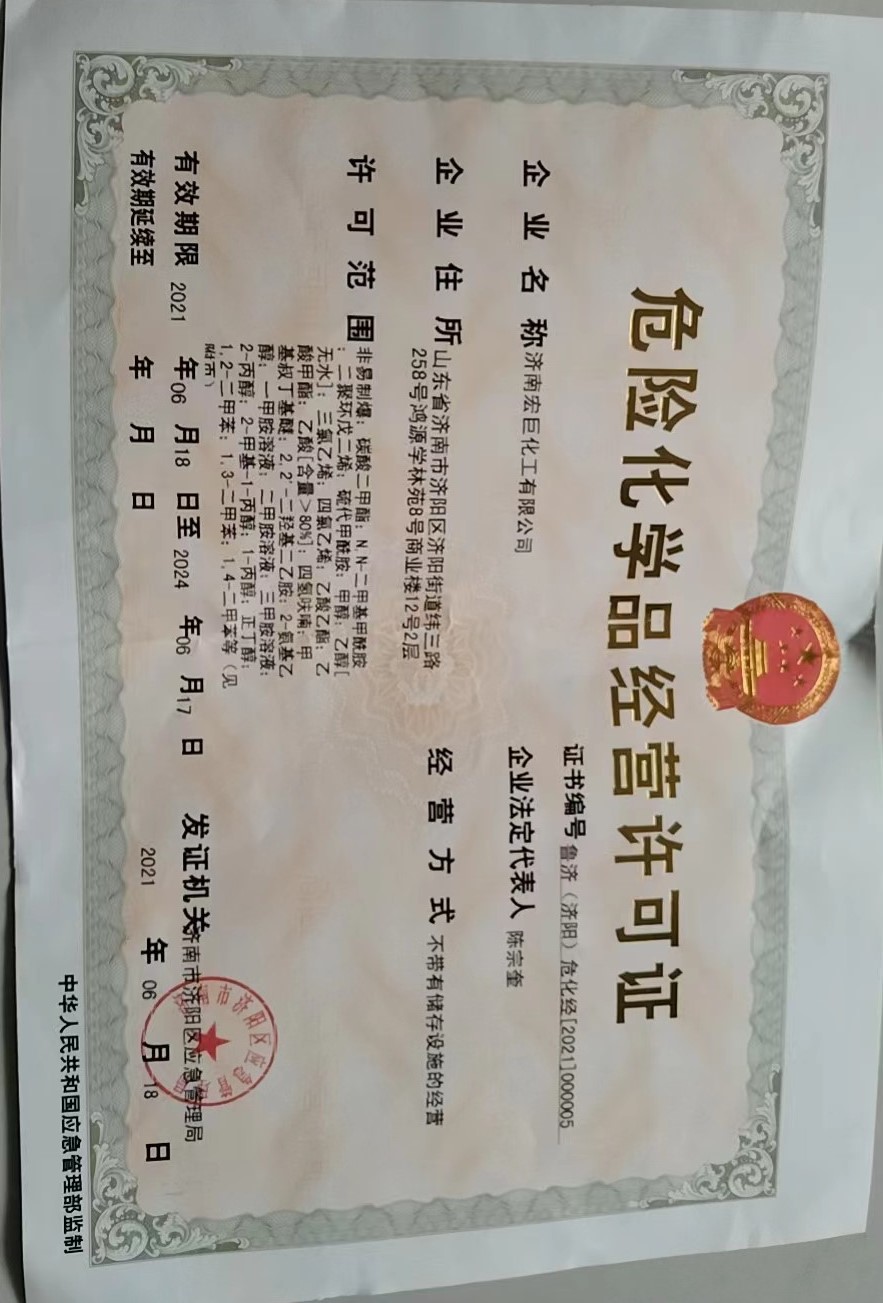 危险化学品经营许可证
证书编号 鲁济（济阳）危化经[2021]000005
企业名称 济南宏巨化工有限公司
企业法定代表人 陈宗奎
企业住所 山东省济南市济阳区济阳街道纬三路
258号鸿源学林苑8号商业楼12号2层
经营方式 不带有储存设施的经营
许可范围 非易制爆：碳酸二甲酯；N,N-二甲基甲酰胺
；二聚环戊二烯；硫代甲酰胺；甲醇；乙醇[
无水]；三氯乙烯；四氯乙烯；乙酸乙酯；乙
酸甲酯；乙酸[含量＞80%]；四氢呋喃；甲
基叔丁基醚；2,2'-二羟基二乙胺；2-氨基乙
醇；一甲胺溶液；二甲胺溶液；三甲胺溶液；
2-丙醇；2-甲基-1-丙醇；1-丙醇；正丁醇；
1,2-二甲苯；1,3-二甲苯；1,4-二甲苯等（见
附页）
有效期限 2021 年 06 月 18 日至 2024 年 06 月 17 日
有效期延续至 年 月 日
发证机关 济南市济阳区应急管理局
2021 年 06 月 18 日
中华人民共和国应急管理部监制